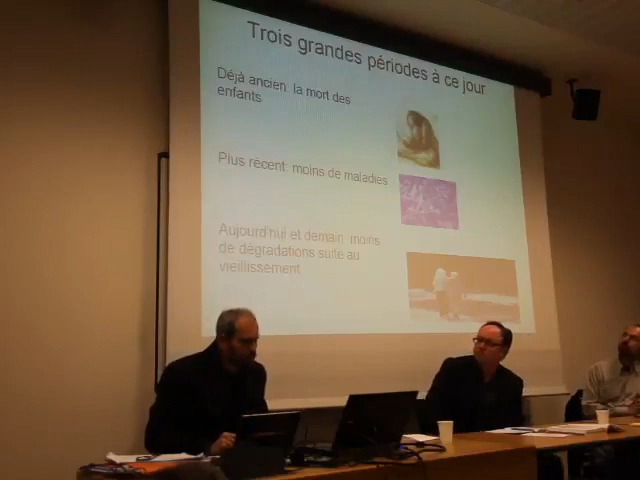 Trois grandes périodes à ce jour
Déjà ancien: la mort des
enfants
Plus récent: moins de maladies
Aujourd'hui et demain: moins
de dégradations suite au
vieillissement